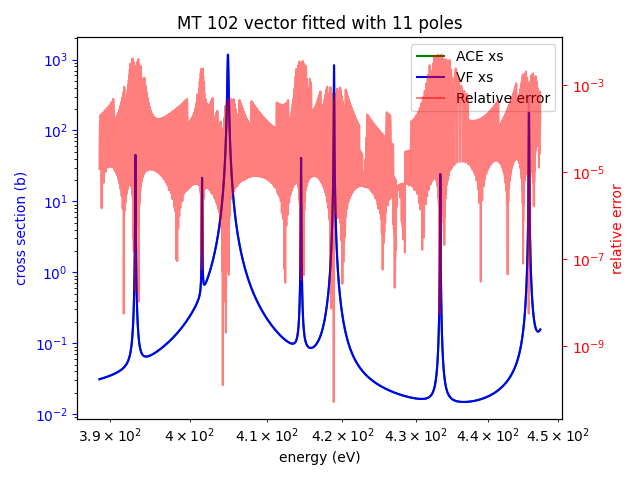 MT 102 vector fitted with 11 poles
ACE xs
VF xs
Relative error
cross section (b)
10³
10²
10¹
10⁰
10⁻¹
10⁻²
10⁻³
10⁻⁵
10⁻⁷
10⁻⁹
relative error
3.9 × 10² 4 × 10² 4.1 × 10² 4.2 × 10² 4.3 × 10² 4.4 × 10² 4.5 × 10²
energy (eV)